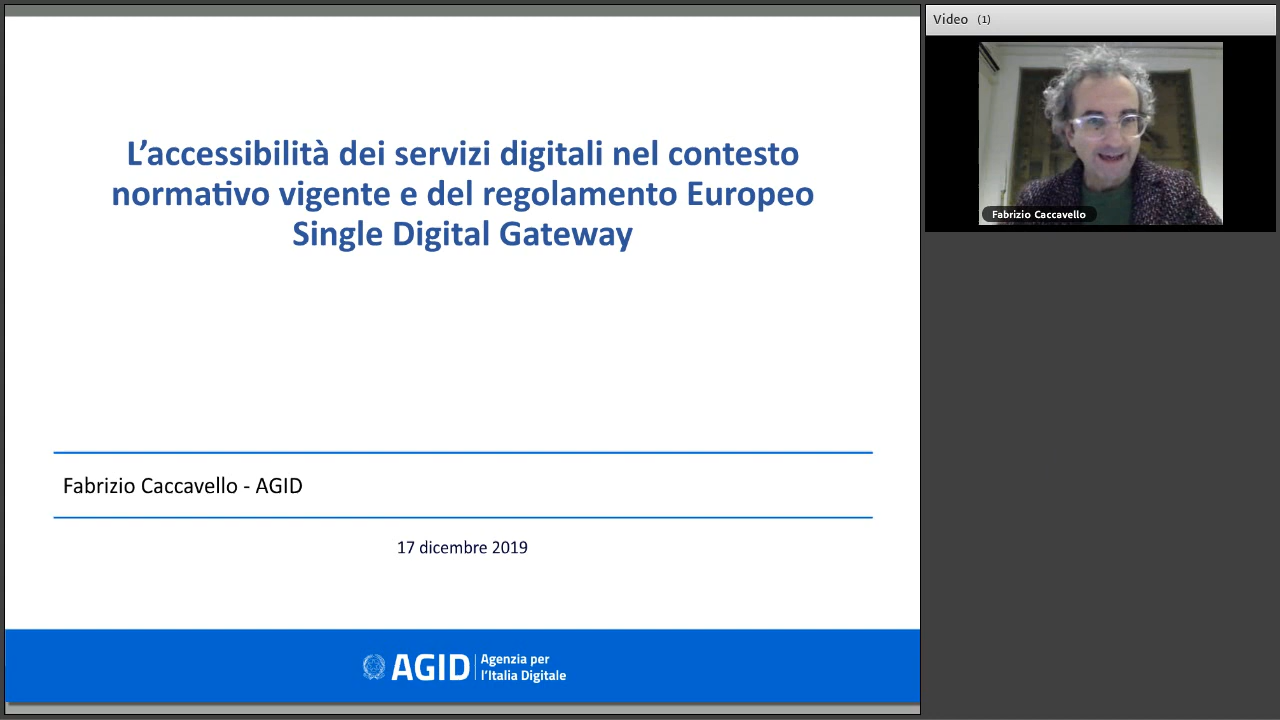 L'accessibilità dei servizi digitali nel contesto
normativo vigente e del regolamento Europeo
Single Digital Gateway
Fabrizio Caccavello - AGID
17 dicembre 2019
AGID
Agenzia per
l'Italia Digitale
Video (1)
Fabrizio Caccavello